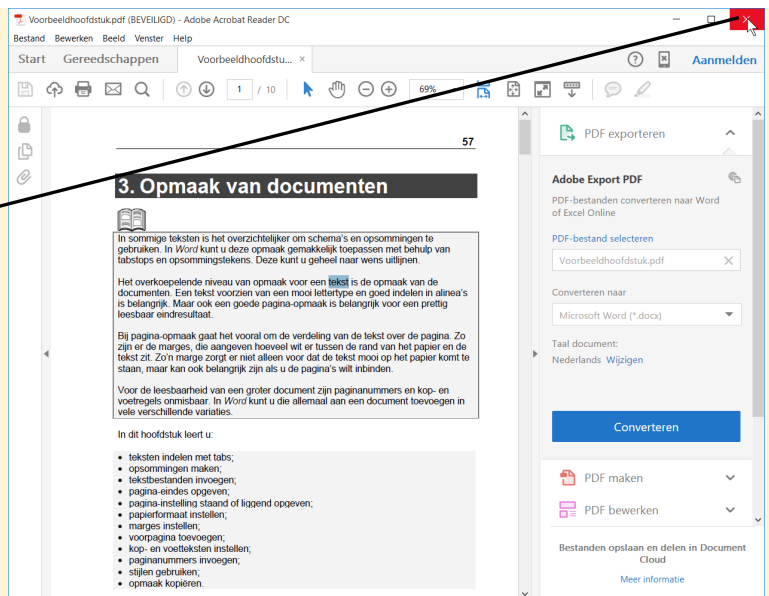 Voorbeeldhoofdstuk.pdf (BEVEILIGD) - Adobe Acrobat Reader DC
Bestand Bewerken Beeld Venster Help
Start Gereedschappen Voorbeeldhoofdstu... × Aanmelden
1 / 10 69%
57
3. Opmaak van documenten
In sommige teksten is het overzichtelijker om schema's en opsommingen te
gebruiken. In Word kunt u deze opmaak gemakkelijk toepassen met behulp van
tabstops en opsommingstekens. Deze kunt u geheel naar wens uitlijnen.
Het overkoepelende niveau van opmaak voor een tekst is de opmaak van de
documenten. Een tekst voorzien van een mooi lettertype en goed indelen in alinea's
is belangrijk. Maar ook een goede pagina-opmaak is belangrijk voor een prettig
leesbaar eindresultaat.
Bij pagina-opmaak gaat het vooral om de verdeling van de tekst over de pagina. Zo
zijn er de marges, die aangeven hoeveel wit er tussen de rand van het papier en de
tekst zit. Zo'n marge zorgt er niet alleen voor dat de tekst mooi op het papier komt te
staan, maar kan ook belangrijk zijn als u de pagina's wilt inbinden.
Voor de leesbaarheid van een groter document zijn paginanummers en kop- en
voetregels onmisbaar. In Word kunt u die allemaal aan een document toevoegen in
vele verschillende variaties.
In dit hoofdstuk leert u:
• teksten indelen met tabs;
• opsommingen maken;
• tekstbestanden invoegen;
• pagina-eindes opgeven;
• pagina-instelling staand of liggend opgeven;
• papierformaat instellen;
• marges instellen;
• voorpagina toevoegen;
• kop- en voetteksten instellen;
• paginanummers invoegen;
• stijlen gebruiken;
• opmaak kopiëren.
PDF exporteren
Adobe Export PDF
PDF-bestanden converteren naar Word
of Excel Online
PDF-bestand selecteren
Voorbeeldhoofdstuk.pdf
Converteren naar
Microsoft Word (*.docx)
Taal document:
Nederlands Wijzigen
Converteren
PDF maken
PDF bewerken
Bestanden opslaan en delen in Document
Cloud
Meer informatie